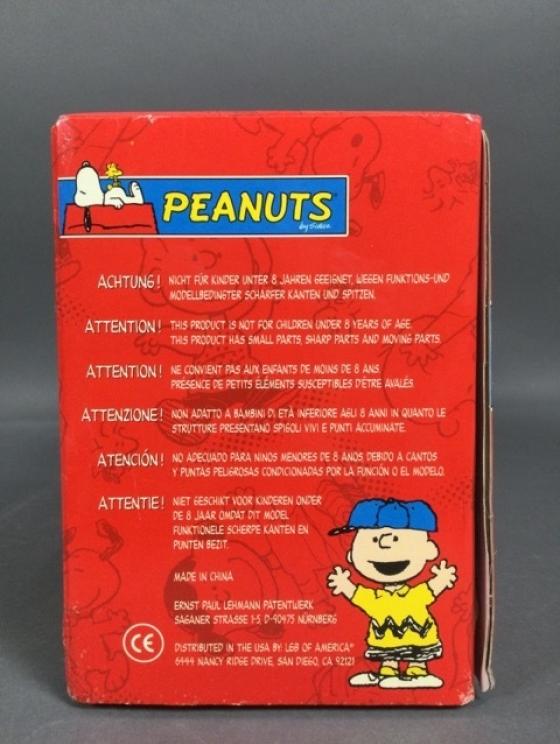 PEANUTS
by Schulz
ACHTUNG! NICHT FÜR KINDER UNTER 8 JAHREN GEEIGNET, WEGEN FUNKTIONS-UND
MODELLBEDINGTER SCHARFER KANTEN UND SPITZEN.
ATTENTION! THIS PRODUCT IS NOT FOR CHILDREN UNDER 8 YEARS OF AGE.
THIS PRODUCT HAS SMALL PARTS, SHARP PARTS AND MOVING PARTS.
ATTENTION! NE CONVIENT PAS AUX ENFANTS DE MOINS DE 8 ANS.
PRÉSENCE DE PETITS ÉLÉMENTS SUSCEPTIBLES D'ÊTRE AVALÉS.
ATTENZIONE! NON ADATTO A BAMBINI DI ETÀ INFERIORE AGLI 8 ANNI IN QUANTO LE
STRUTTURE PRESENTANO SPIGOLI VIVI E PUNTI ACCUMINATE.
ATENCIÓN! NO ADECUADO PARA NINOS MENORES DE 8 AÑOS DEBIDO A CANTOS
Y PUNTAS PELIGROSAS CONDICIONADAS POR LA FUNCIÓN O EL MODELO.
ATTENTIE! NIET GESCHIKT VOOR KINDEREN ONDER
DE 8 JAAR OMDAT DIT MODEL
FUNKTIONELE SCHERPE KANTEN EN
PUNTEN BEZIT.
MADE IN CHINA
ERNST PAUL LEHMANN PATENTWERK
SAGANER STRASSE 1-5 D-90475 NÜRNBERG
CE
DISTRIBUTED IN THE USA BY: LGB OF AMERICA®
6444 NANCY RIDGE DRIVE, SAN DIEGO, CA 92121